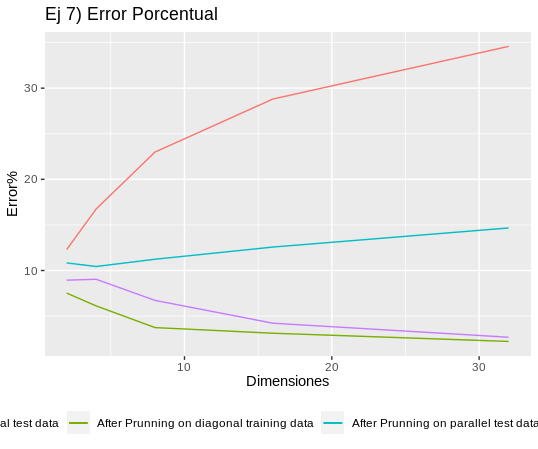 Ej 7) Error Porcentual
30
20
10
Error%
10 20 30
Dimensiones
al test data After Prunning on diagonal training data After Prunning on parallel test data